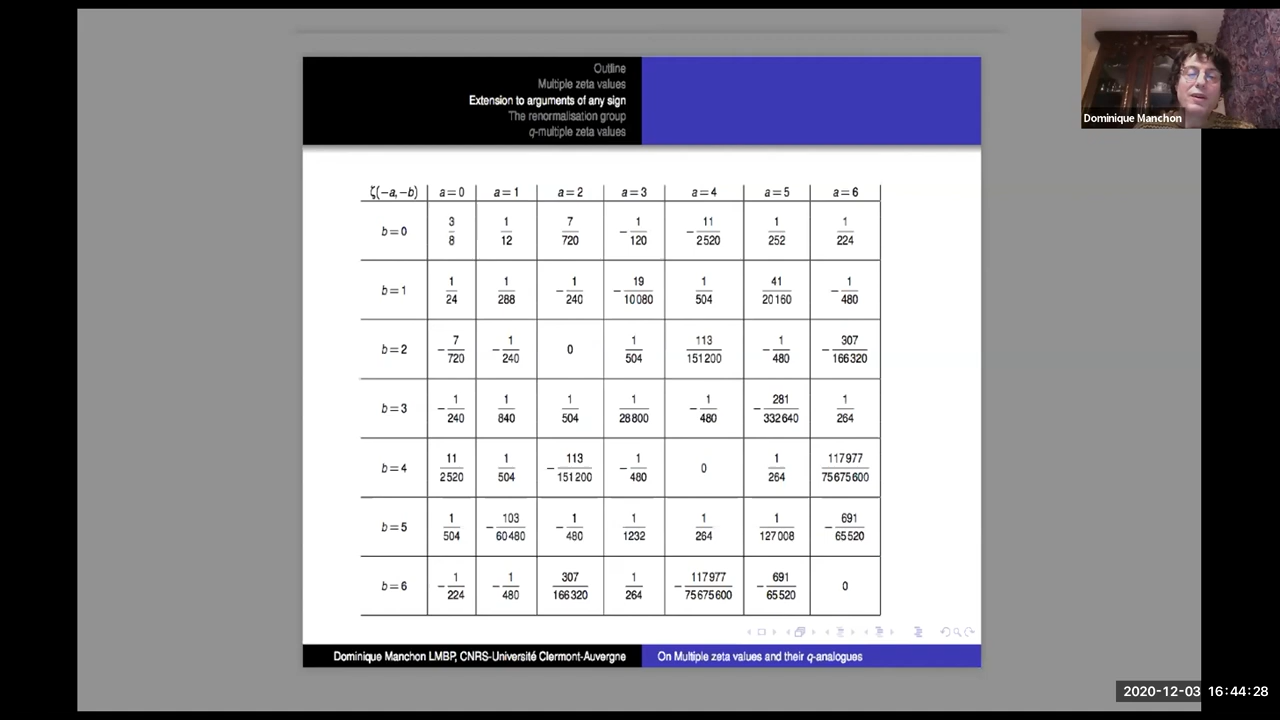 Outline
Multiple zeta values
Extension to arguments of any sign
The renormalisation group
q-multiple zeta values
Dominique Manchon
ζ(−a,−b) a=0 a=1 a=2 a=3 a=4 a=5 a=6
b=0 3/8 1/12 7/720 −1/120 −11/2520 1/252 1/224
b=1 1/24 1/288 −1/240 −19/10080 1/504 41/20160 −1/480
b=2 −7/720 −1/240 0 1/504 113/151200 −1/480 −307/166320
b=3 −1/240 1/840 1/504 1/28800 −1/480 −281/332640 1/264
b=4 11/2520 1/504 −113/151200 −1/480 0 1/264 117977/75675600
b=5 1/504 −103/60480 −1/480 1/1232 1/264 1/127008 −691/65520
b=6 −1/224 −1/480 307/166320 1/264 −117977/75675600 −691/65520 0
Dominique Manchon LMBP, CNRS-Université Clermont-Auvergne On Multiple zeta values and their q-analogues
2020-12-03 16:44:28